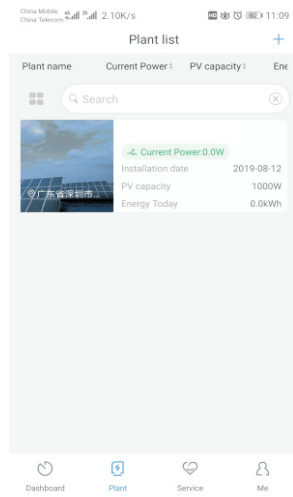 China Mobile
China Telecom 2.10K/s HD 11:09
Plant list +
Plant name Current Power PV capacity Ene
Search
Current Power:0.0W
Installation date 2019-08-12
PV capacity 1000W
Energy Today 0.0kWh
广东省深圳市...
Dashboard Plant Service Me